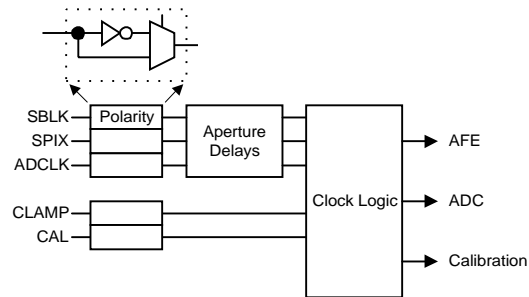 SBLK
Polarity
SPIX
ADCLK
Aperture
Delays
CLAMP
CAL
Clock Logic
AFE
ADC
Calibration